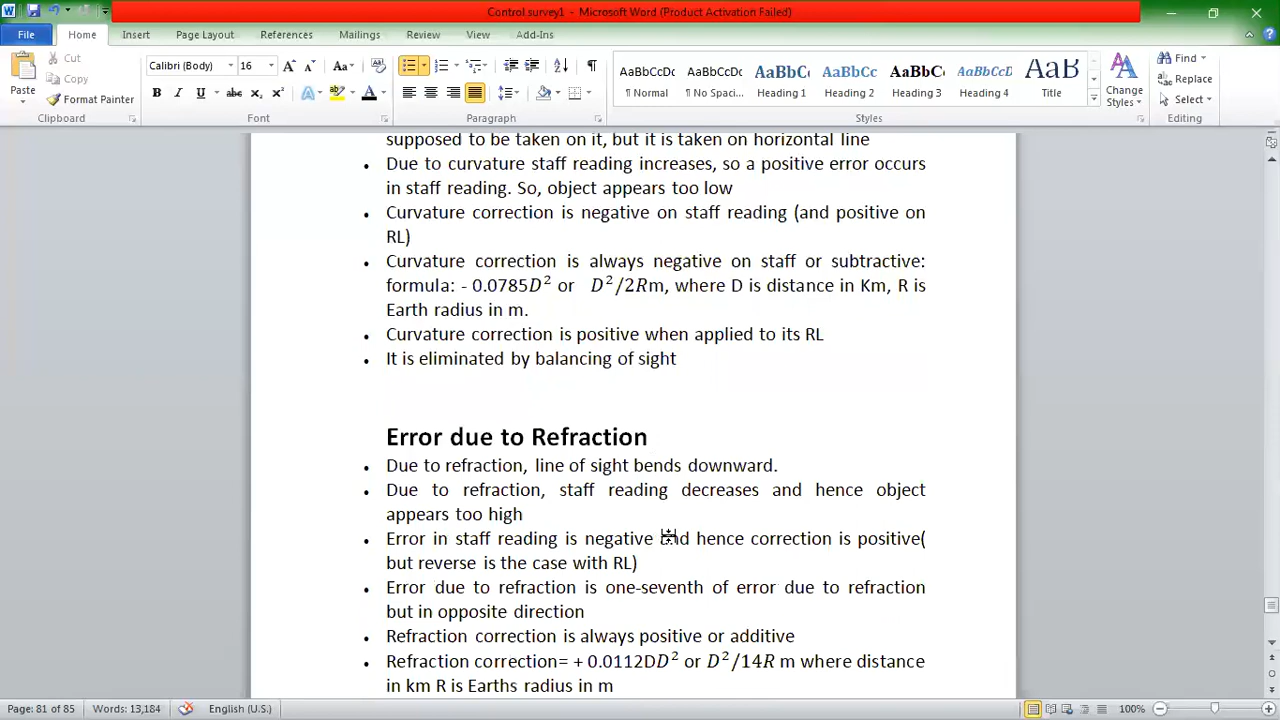 Control.survey1 - Microsoft Word (Product Activation Failed)
File Home Insert Page Layout References Mailings Review View Add-Ins
Cut
Copy
Format Painter
Paste
Clipboard
Calibri (Body) 16
Font
Paragraph
AaBbCcDc AaBbCcDc AaBbCc AaBbCc AaBbCc AaBbCcDc AaB
¶ Normal ¶ No Spaci... Heading 1 Heading 2 Heading 3 Heading 4 Title
Change Styles
Styles
Find
Replace
Select
Editing
supposed to be taken on it, but it is taken on horizontal line
• Due to curvature staff reading increases, so a positive error occurs
in staff reading. So, object appears too low
• Curvature correction is negative on staff reading (and positive on
RL)
• Curvature correction is always negative on staff or subtractive:
formula: - 0.0785D² or D²/2Rm, where D is distance in Km, R is
Earth radius in m.
• Curvature correction is positive when applied to its RL
• It is eliminated by balancing of sight
Error due to Refraction
• Due to refraction, line of sight bends downward.
• Due to refraction, staff reading decreases and hence object
appears too high
• Error in staff reading is negative and hence correction is positive(
but reverse is the case with RL)
• Error due to refraction is one-seventh of error due to refraction
but in opposite direction
• Refraction correction is always positive or additive
• Refraction correction= + 0.0112DD² or D²/14R m where distance
in km R is Earths radius in m
Page: 81 of 85 Words: 13,184 English (U.S.) 100%